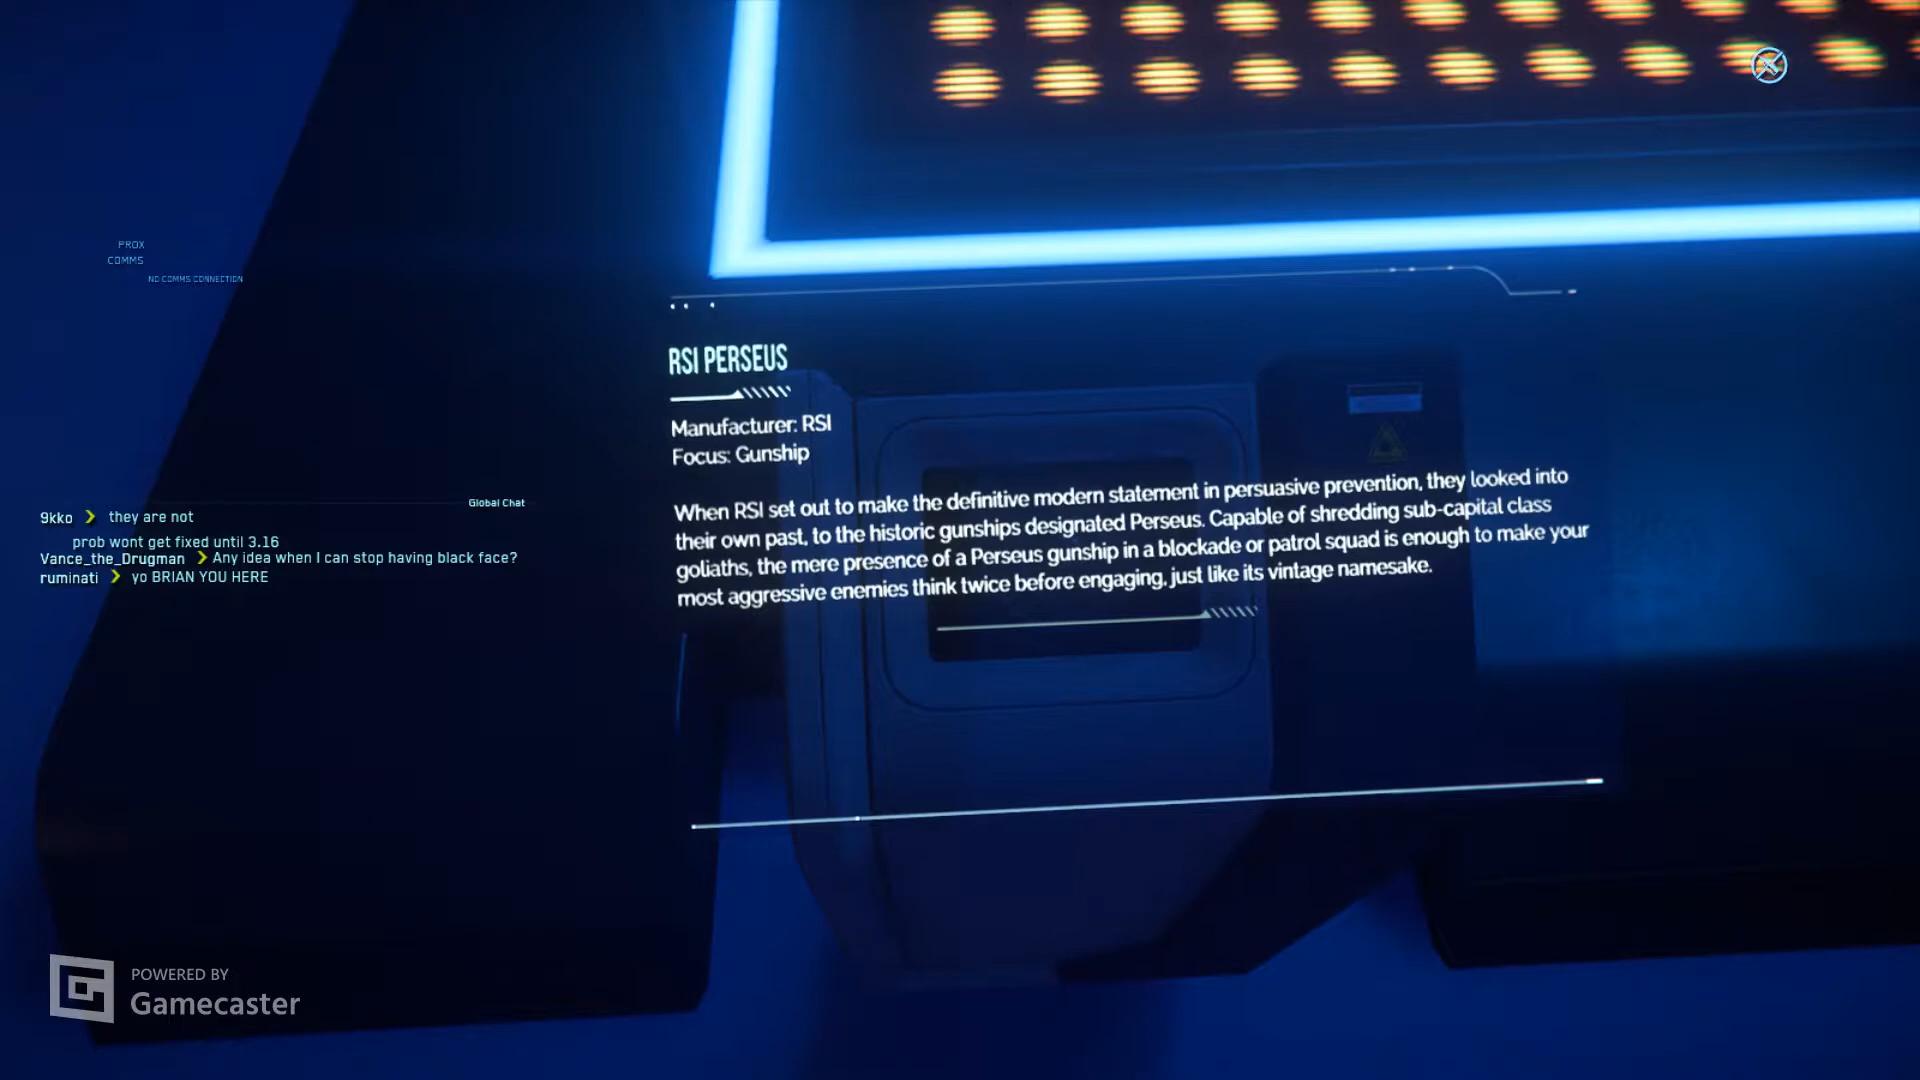 PROX
COMMS
NO COMMS CONNECTION
RSI PERSEUS
Manufacturer: RSI
Focus: Gunship
When RSI set out to make the definitive modern statement in persuasive prevention, they looked into
their own past, to the historic gunships designated Perseus. Capable of shredding sub-capital class
goliaths, the mere presence of a Perseus gunship in a blockade or patrol squad is enough to make your
most aggressive enemies think twice before engaging, just like its vintage namesake.
Global Chat
9kko > they are not
prob wont get fixed until 3.16
Vance_the_Drugman > Any idea when I can stop having black face?
ruminati > yo BRIAN YOU HERE
POWERED BY
Gamecaster